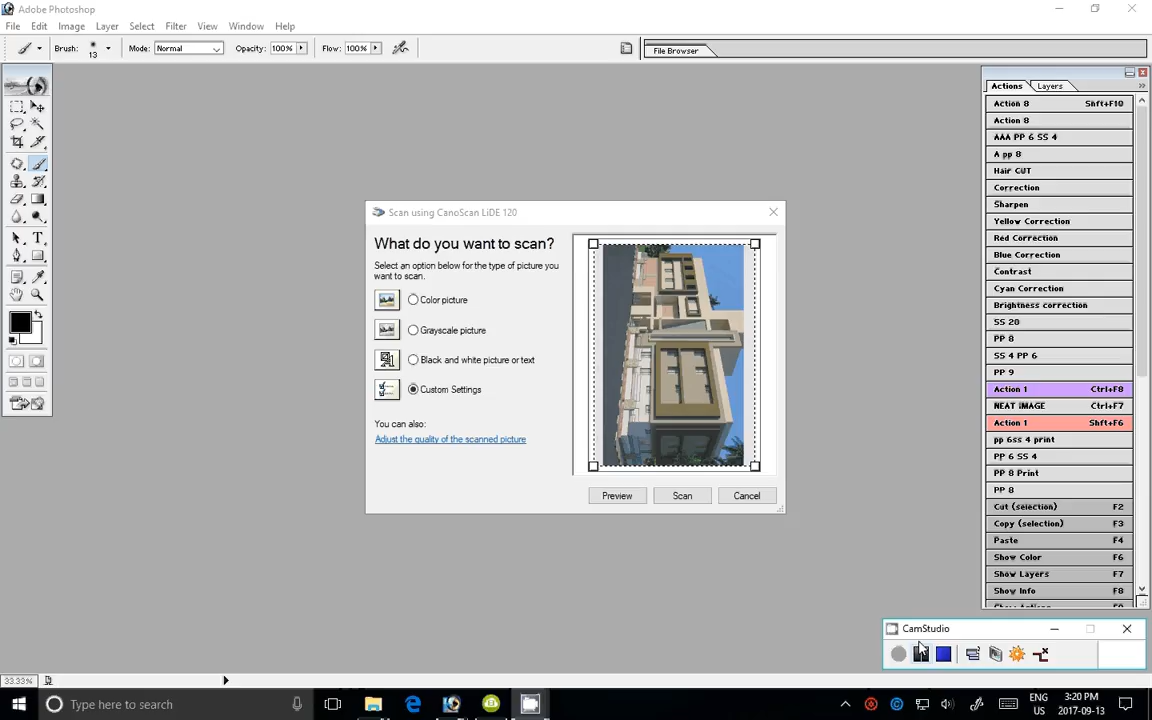 Adobe Photoshop
File Edit Image Layer Select Filter View Window Help
Brush: 13 Mode: Normal Opacity: 100% Flow: 100% File Browser
Actions Layers
Action 8 Shft+F10
Action 8
AAA PP 6 SS 4
A pp 8
Hair CUT
Correction
Sharpen
Yellow Correction
Red Correction
Blue Correction
Contrast
Cyan Correction
Brightness correction
SS 20
PP 8
SS 4 PP 6
PP 9
Action 1 Ctrl+F8
NEAT IMAGE Ctrl+F7
Action 1 Shft+F6
pp 6ss 4 print
PP 6 SS 4
PP 8 Print
PP 8
Cut (selection) F2
Copy (selection) F3
Paste F4
Show Color F6
Show Layers F7
Show Info F8
Show Actions F9
Scan using CanoScan LiDE 120
What do you want to scan?
Select an option below for the type of picture you
want to scan.
Color picture
Grayscale picture
Black and white picture or text
Custom Settings
You can also:
Adjust the quality of the scanned picture
Preview Scan Cancel
CamStudio
33.33%
Type here to search
ENG
US
3:20 PM
2017-09-13